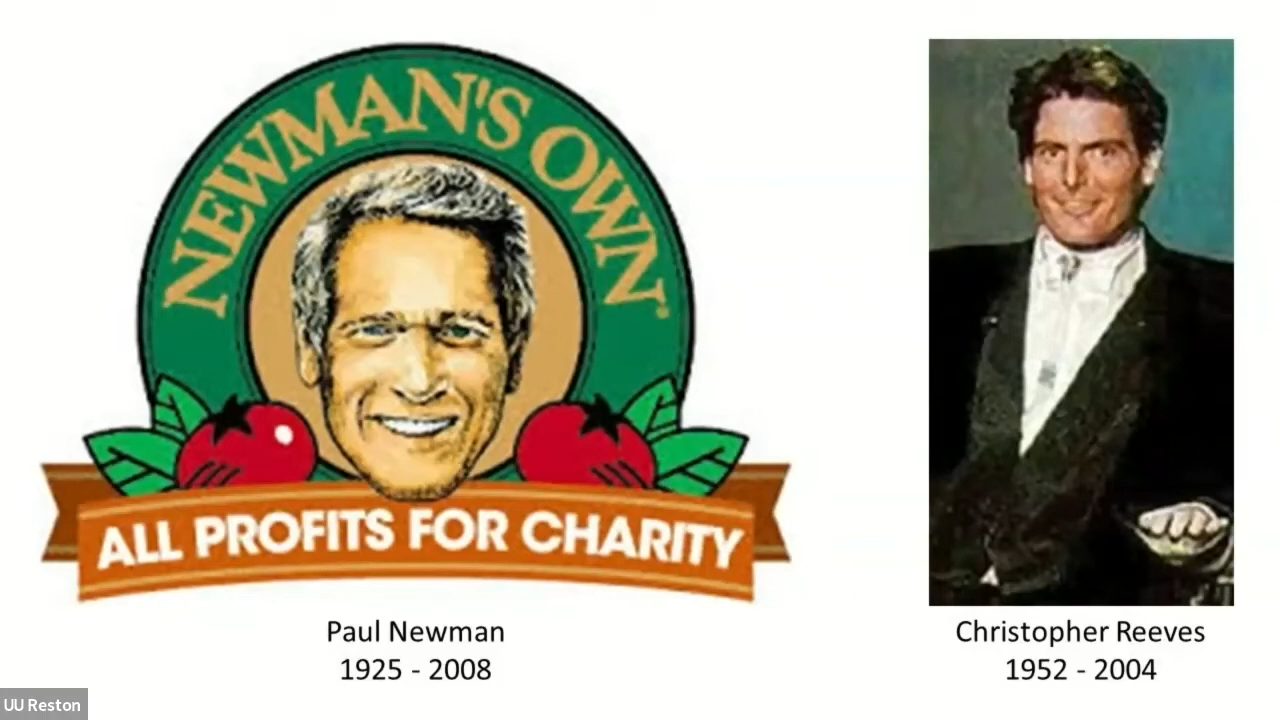 NEWMAN'S OWN®
ALL PROFITS FOR CHARITY
Paul Newman
1925 - 2008
Christopher Reeves
1952 - 2004
UU Reston